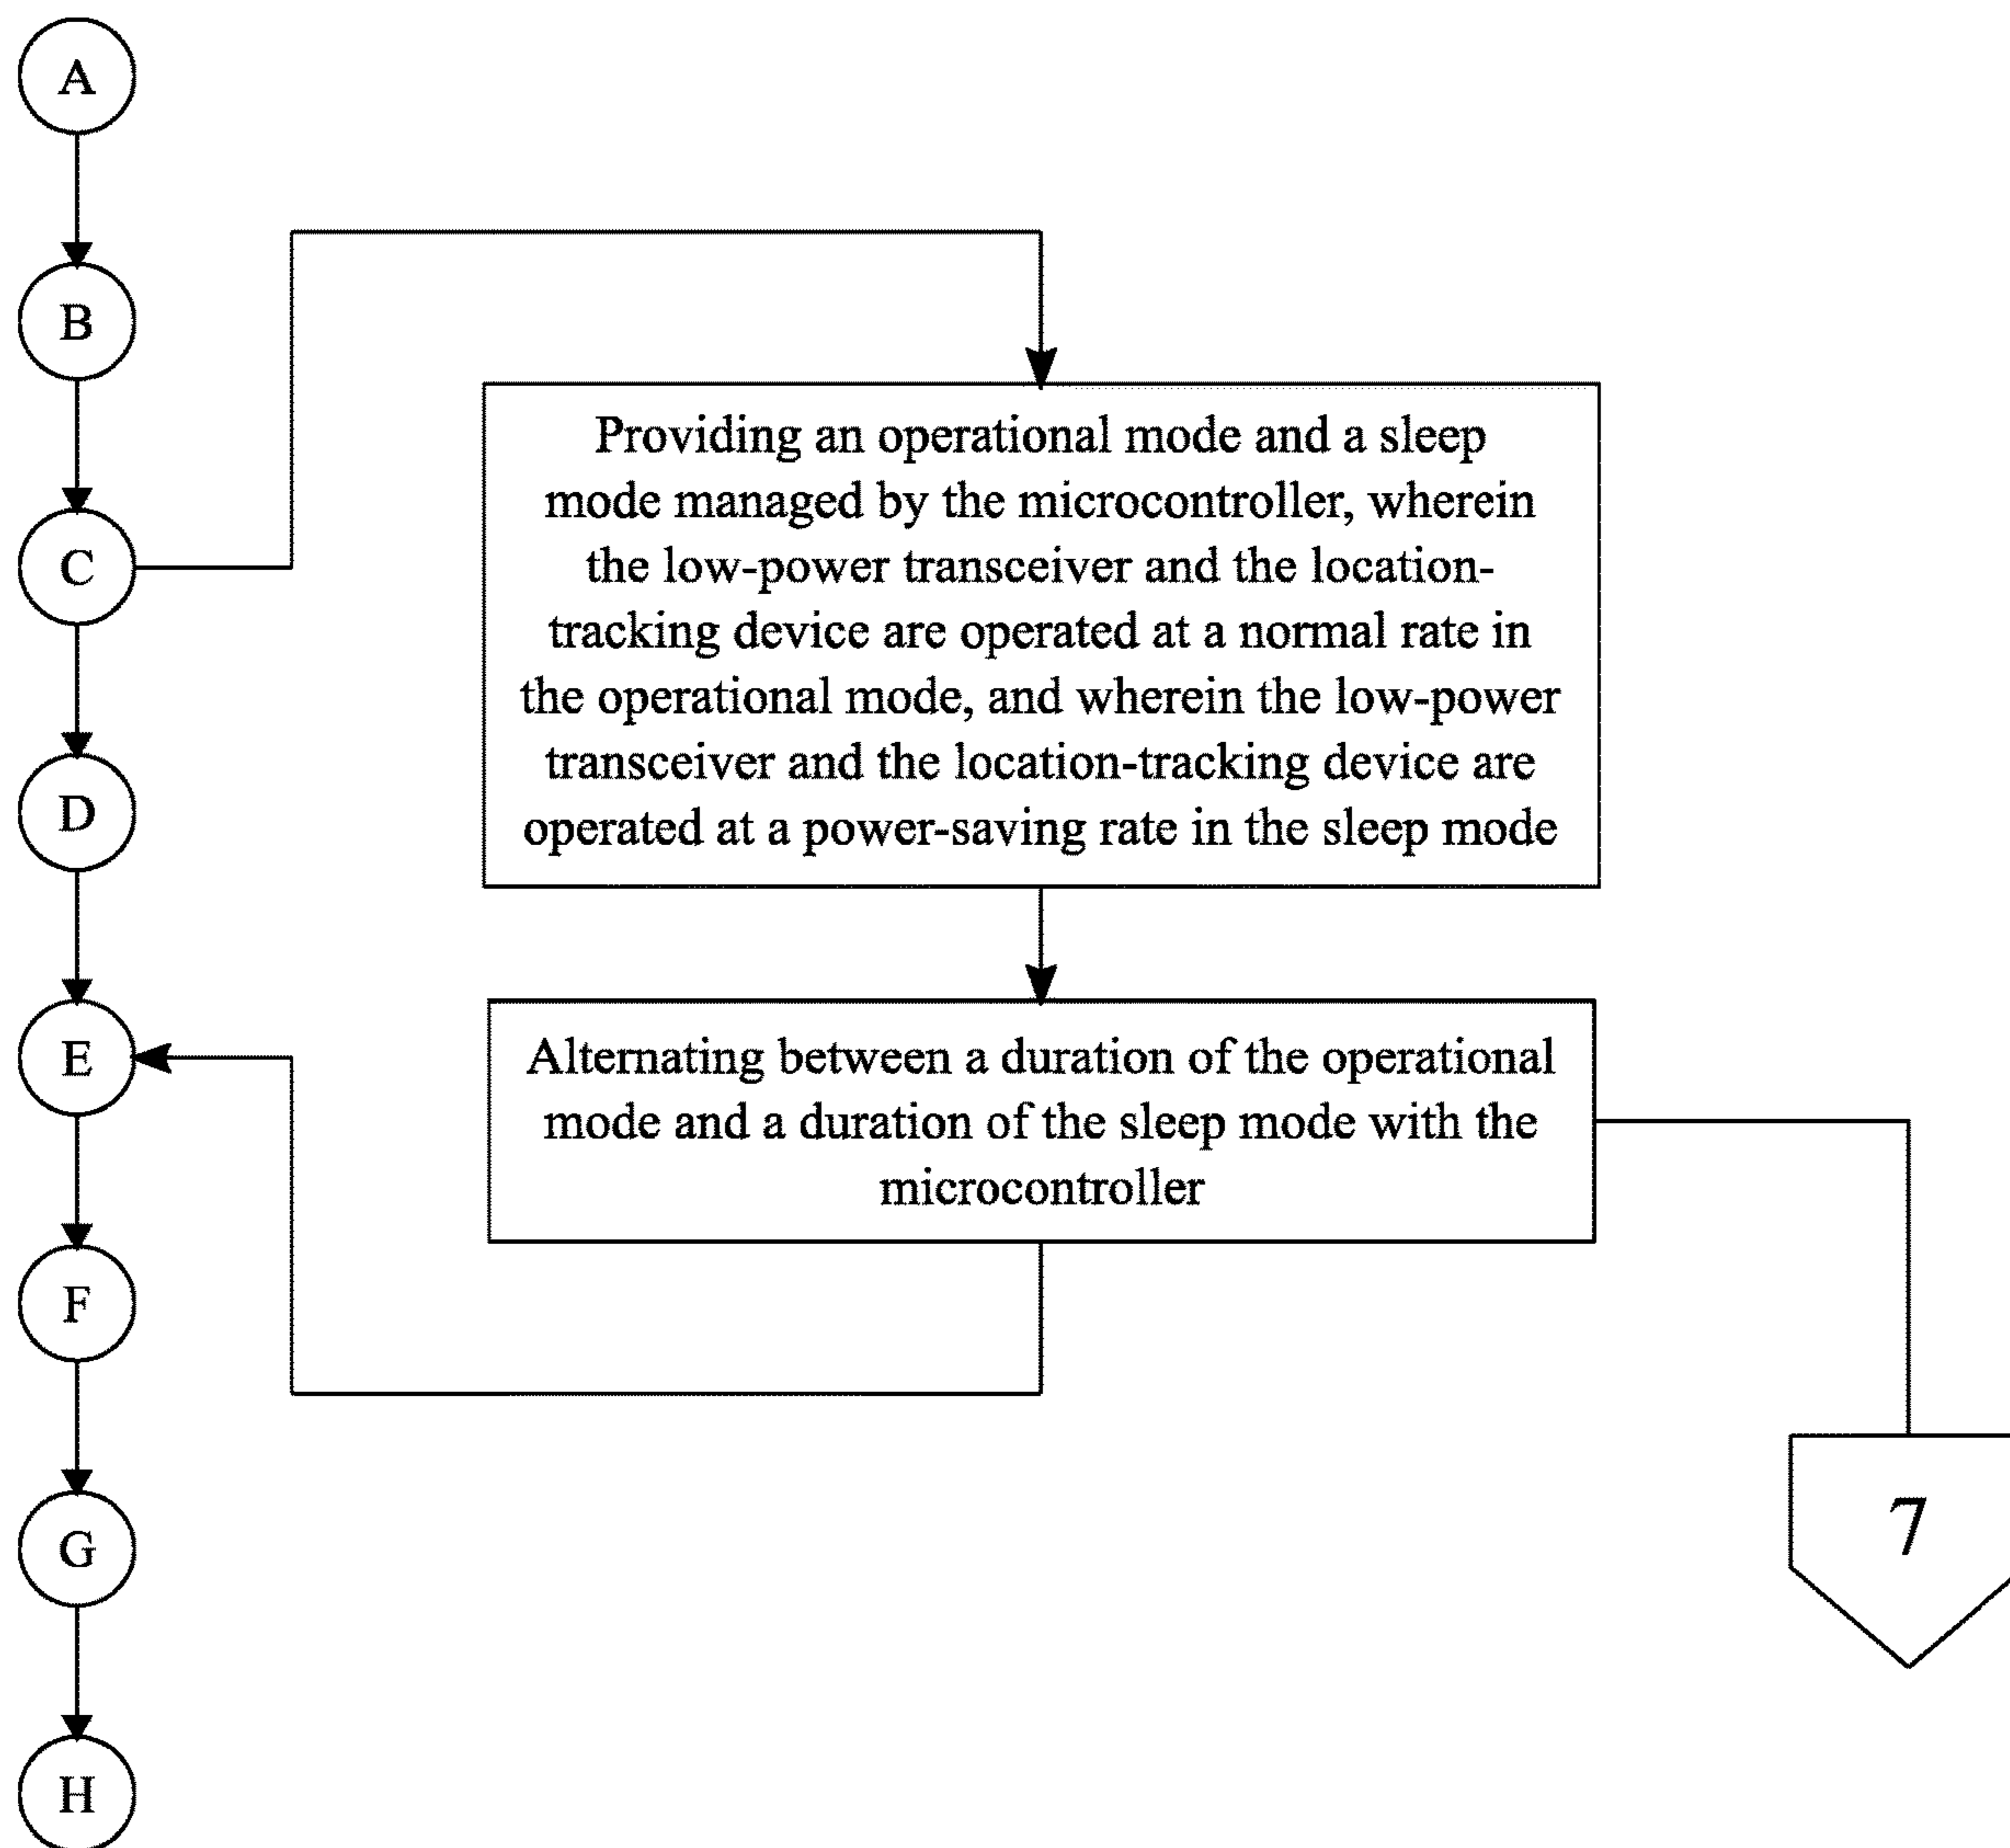 A
B
C
D
E
F
G
H
Providing an operational mode and a sleep
mode managed by the microcontroller, wherein
the low-power transceiver and the location-
tracking device are operated at a normal rate in
the operational mode, and wherein the low-power
transceiver and the location-tracking device are
operated at a power-saving rate in the sleep mode
Alternating between a duration of the operational
mode and a duration of the sleep mode with the
microcontroller
7